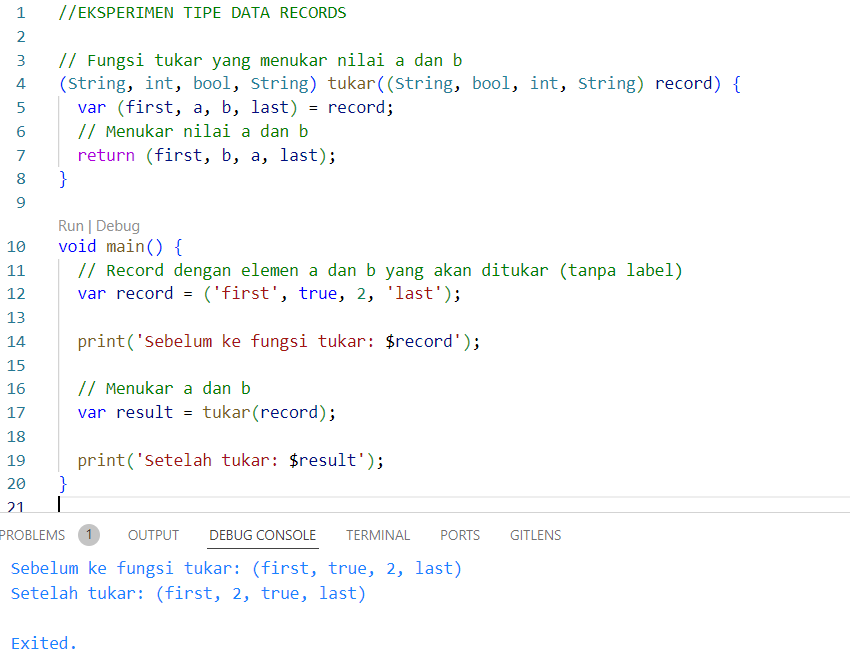 1 //EKSPERIMEN TIPE DATA RECORDS
2
3 // Fungsi tukar yang menukar nilai a dan b
4 (String, int, bool, String) tukar((String, bool, int, String) record) {
5 var (first, a, b, last) = record;
6 // Menukar nilai a dan b
7 return (first, b, a, last);
8 }
9
Run | Debug
10 void main() {
11 // Record dengan elemen a dan b yang akan ditukar (tanpa label)
12 var record = ('first', true, 2, 'last');
13
14 print('Sebelum ke fungsi tukar: $record');
15
16 // Menukar a dan b
17 var result = tukar(record);
18
19 print('Setelah tukar: $result');
20 }
21
PROBLEMS 1 OUTPUT DEBUG CONSOLE TERMINAL PORTS GITLENS
Sebelum ke fungsi tukar: (first, true, 2, last)
Setelah tukar: (first, 2, true, last)
Exited.